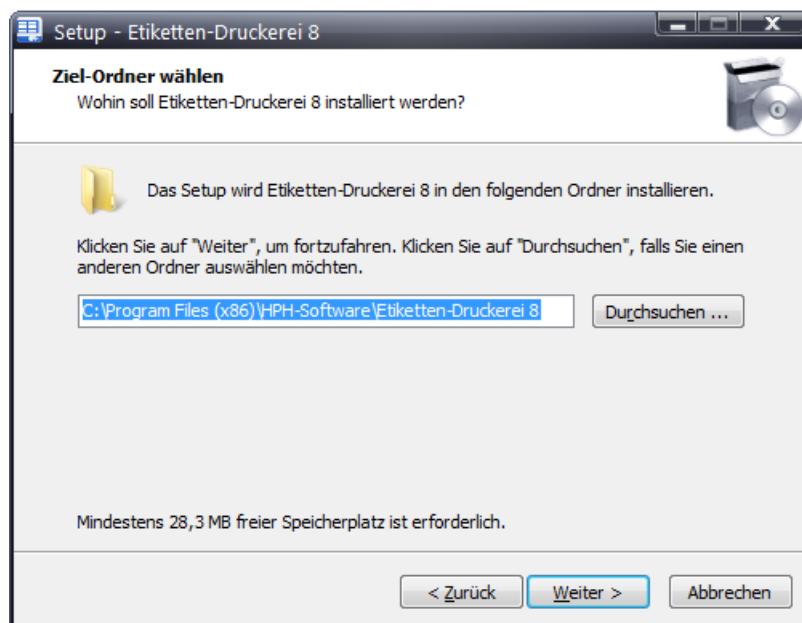 Setup - Etiketten-Druckerei 8
Ziel-Ordner wählen
Wohin soll Etiketten-Druckerei 8 installiert werden?
Das Setup wird Etiketten-Druckerei 8 in den folgenden Ordner installieren.
Klicken Sie auf "Weiter", um fortzufahren. Klicken Sie auf "Durchsuchen", falls Sie einen
anderen Ordner auswählen möchten.
C:\Program Files (x86)\HPH-Software\Etiketten-Druckerei 8
Durchsuchen ...
Mindestens 28,3 MB freier Speicherplatz ist erforderlich.
< Zurück
Weiter >
Abbrechen